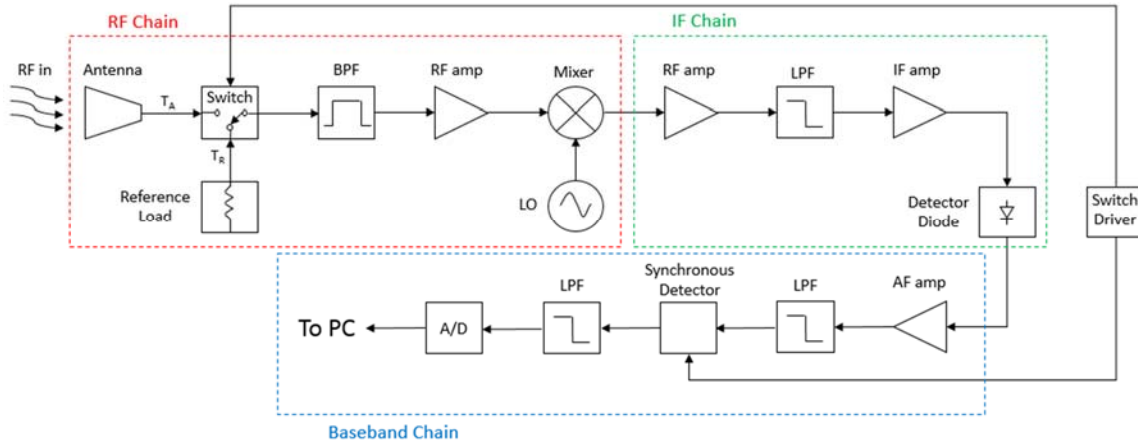 RF Chain
IF Chain
RF in
Antenna
BPF
RF amp
Mixer
RF amp
LPF
IF amp
Switch
TA
TR
Reference
Load
LO
Detector
Diode
Switch
Driver
Synchronous
Detector
LPF
LPF
AF amp
To PC
A/D
Baseband Chain